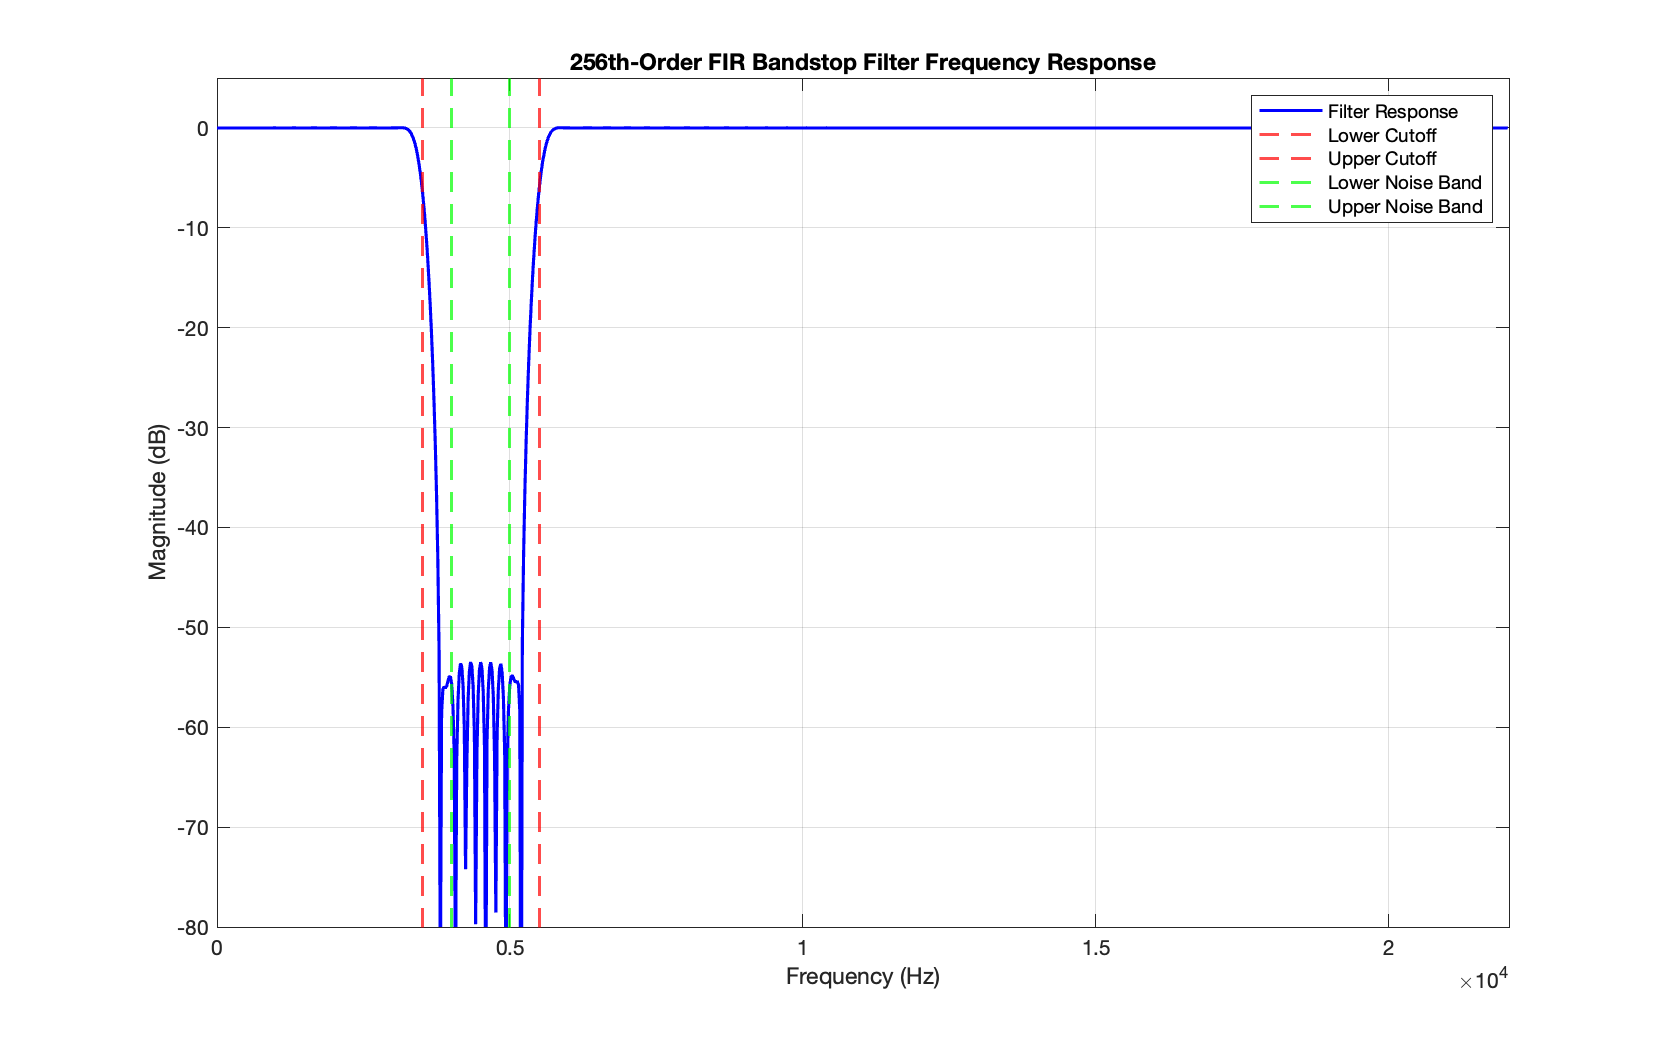 256th-Order FIR Bandstop Filter Frequency Response
Filter Response
Lower Cutoff
Upper Cutoff
Lower Noise Band
Upper Noise Band
0
-10
-20
-30
-40
-50
-60
-70
-80
Magnitude (dB)
0 0.5 1 1.5 2
Frequency (Hz)
×10⁴